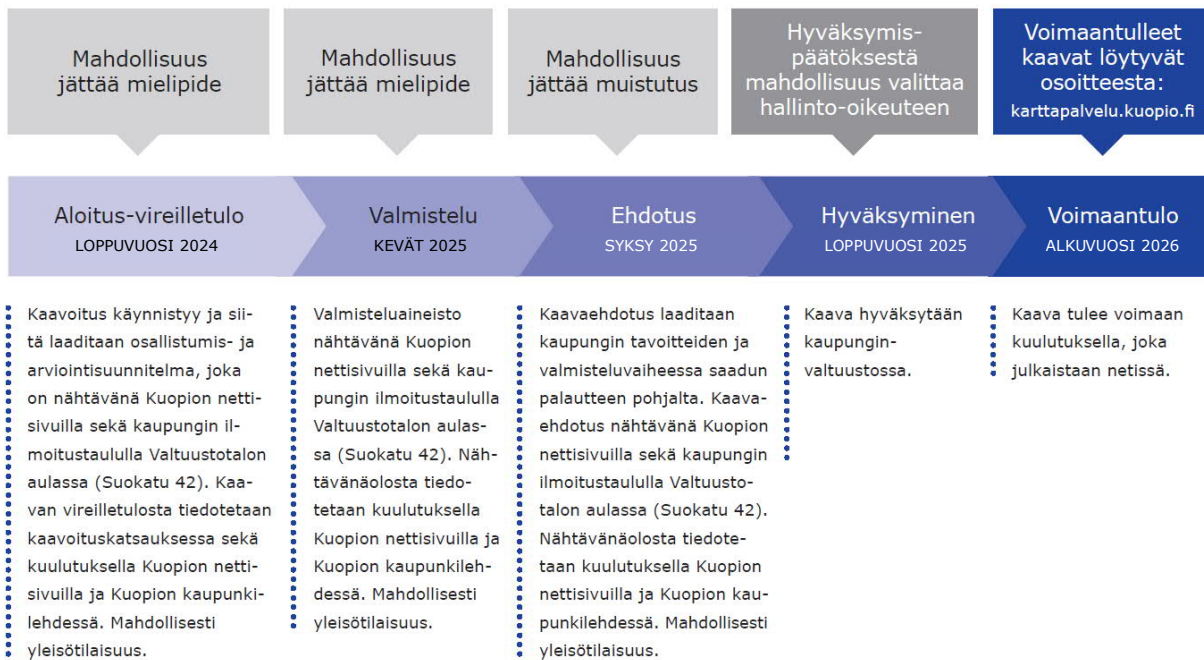 Mahdollisuus
jättää mielipide
Mahdollisuus
jättää mielipide
Mahdollisuus
jättää muistutus
Hyväksymis-
päätöksestä
mahdollisuus valittaa
hallinto-oikeuteen
Voimaantulleet
kaavat löytyvät
osoitteesta:
karttapalvelu.kuopio.fi
Aloitus-vireilletulo
LOPPUVUOSI 2024
Valmistelu
KEVÄT 2025
Ehdotus
SYKSY 2025
Hyväksyminen
LOPPUVUOSI 2025
Voimaantulo
ALKUVUOSI 2026
Kaavoitus käynnistyy ja sii-
tä laaditaan osallistumis- ja
arviointisuunnitelma, joka
on nähtävänä Kuopion netti-
sivuilla sekä kaupungin il-
moitustaululla Valtuustotalon
aulassa (Suokatu 42). Kaa-
van vireilletulosta tiedotetaan
kaavoituskatsauksessa sekä
kuulutuksella Kuopion netti-
sivuilla ja Kuopion kaupunki-
lehdessä. Mahdollisesti
yleisötilaisuus.
Valmisteluaineisto
nähtävänä Kuopion
nettisivuilla sekä kau-
pungin ilmoitustaululla
Valtuustotalon aulas-
sa (Suokatu 42). Näh-
tävänäolosta tiedo-
tetaan kuulutuksella
Kuopion nettisivuilla ja
Kuopion kaupunkileh-
dessä. Mahdollisesti
yleisötilaisuus.
Kaavaehdotus laaditaan
kaupungin tavoitteiden ja
valmisteluvaiheessa saadun
palautteen pohjalta. Kaava-
ehdotus nähtävänä Kuopion
nettisivuilla sekä kaupungin
ilmoitustaululla Valtuusto-
talon aulassa (Suokatu 42).
Nähtävänäolosta tiedote-
taan kuulutuksella Kuopion
nettisivuilla ja Kuopion kau-
punkilehdessä. Mahdollisesti
yleisötilaisuus.
Kaava hyväksytään
kaupungin-
valtuustossa.
Kaava tulee voimaan
kuulutuksella, joka
julkaistaan netissä.